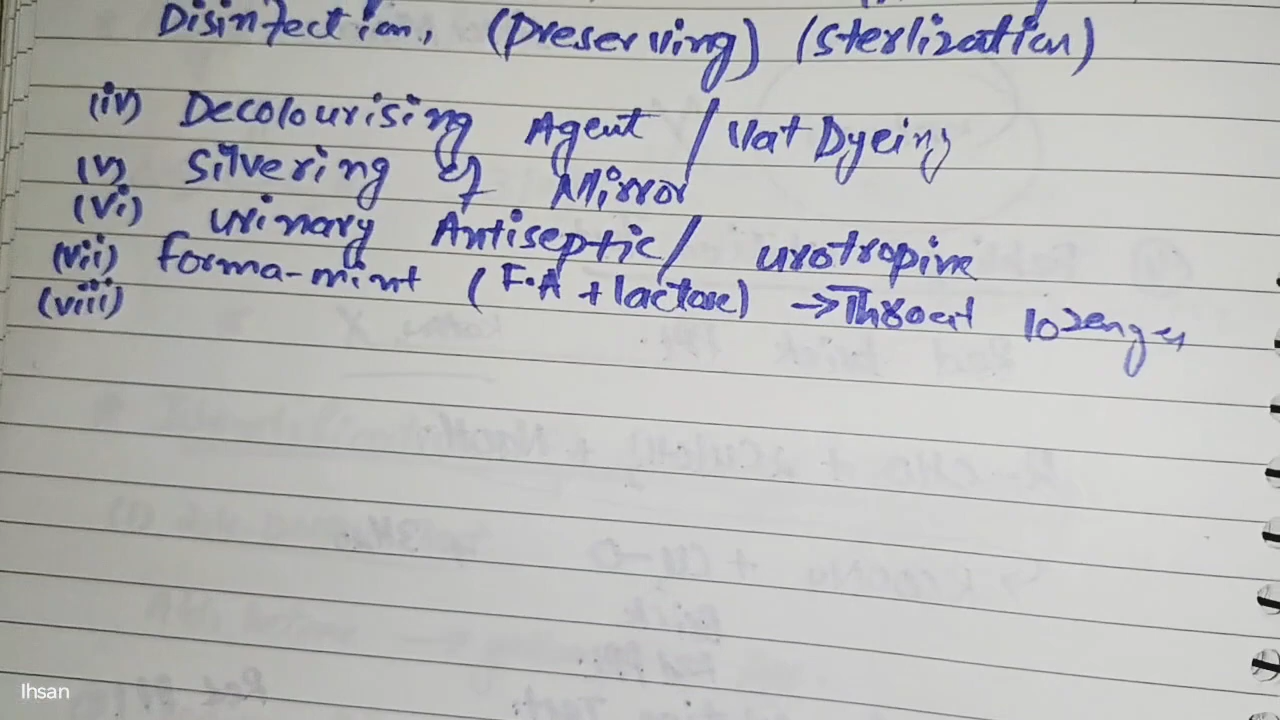 Disinfection, (Preserving) (sterlization)
(iv) Decolourising Agent / Vat Dyeing
(v) Silvering of Mirror
(vi) urinary Antiseptic/ urotropine
(vii) Forma-mint (F.A + lactose) → Throat lozenges
(viii)
Ihsan